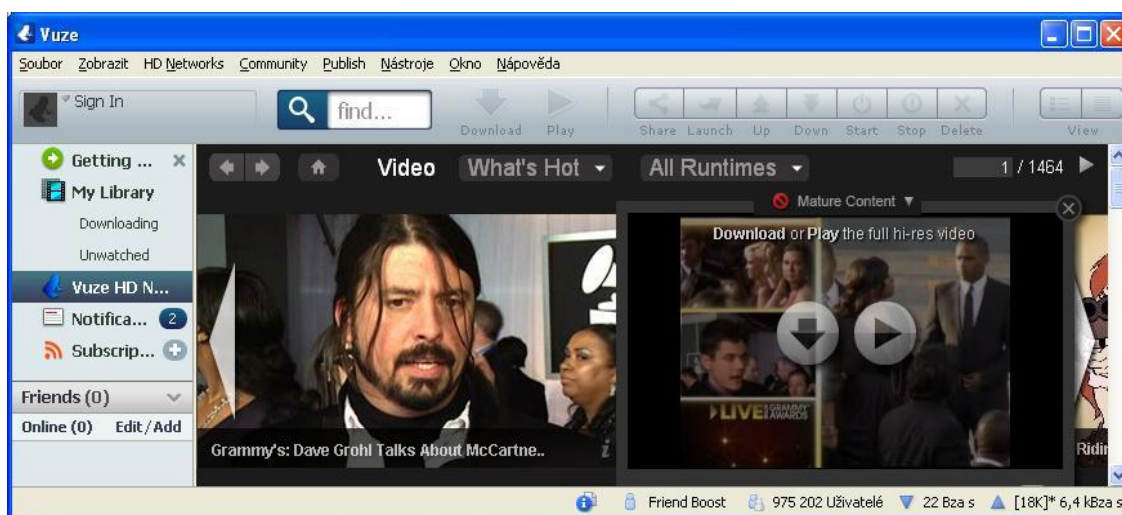 Vuze
Soubor Zobrazit HD Networks Community Publish Nástroje Okno Nápověda
Sign In
find...
Download Play Share Launch Up Down Start Stop Delete View
Getting ...
My Library
Downloading
Unwatched
Vuze HD N...
Notifica... 2
Subscrip...
Friends (0)
Online (0) Edit/Add
Video What's Hot All Runtimes 1 / 1464
Mature Content
Download or Play the full hi-res video
LIVE GRAMMY AWARDS
Grammy's: Dave Grohl Talks About McCartne.. i
Ridin
Friend Boost 975 202 Uživatelé 22 Bza s [18K]* 6,4 kBza s